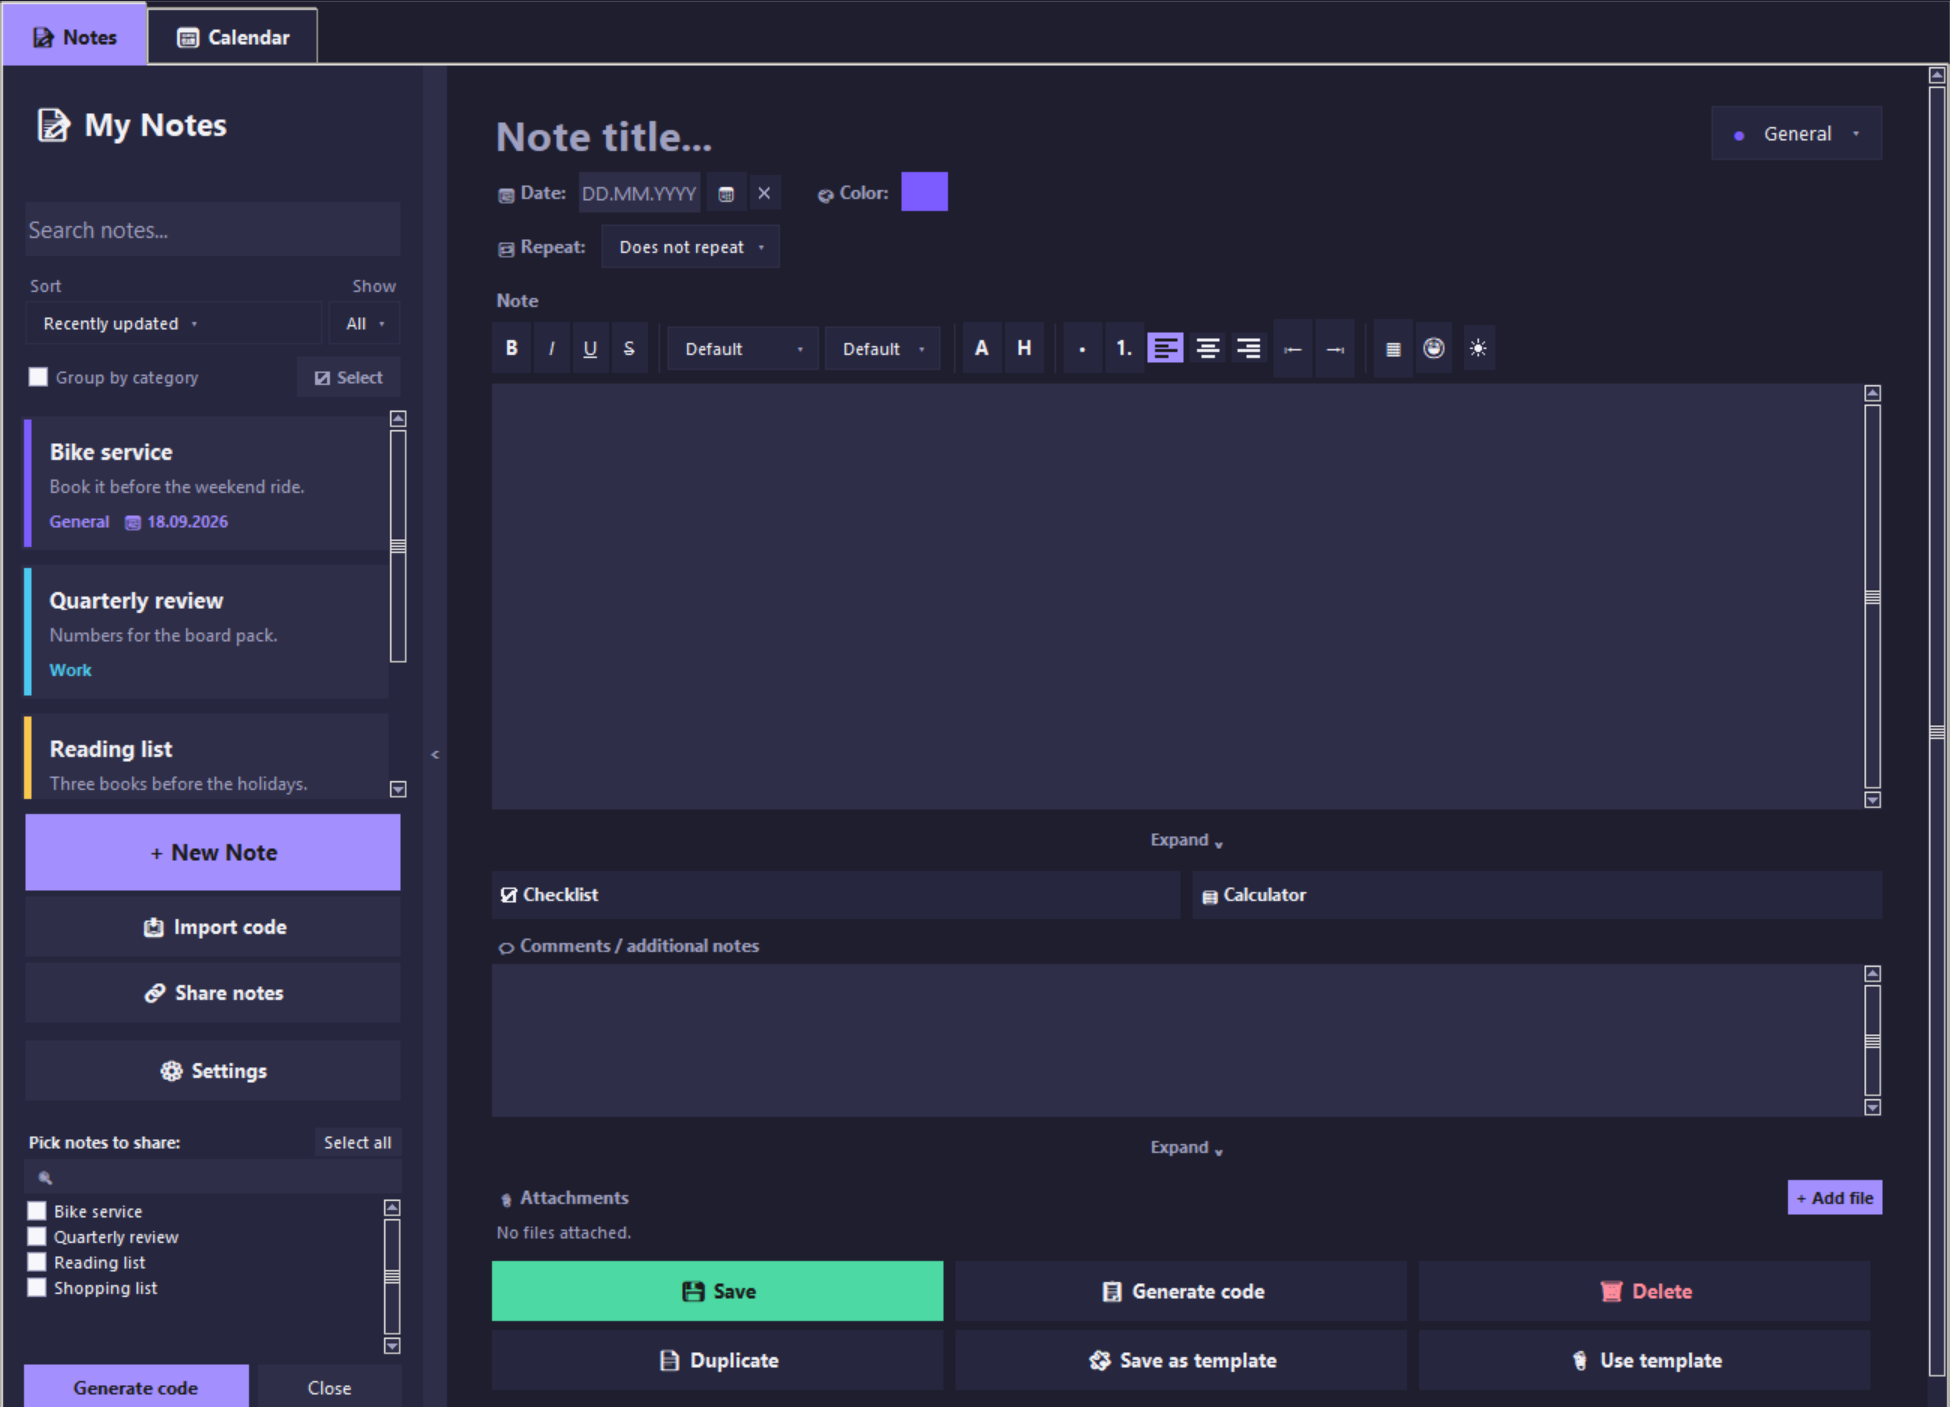 Notes
Calendar
My Notes
Search notes...
Sort
Show
Recently updated
All
Group by category
Select
Bike service
Book it before the weekend ride.
General 18.09.2026
Quarterly review
Numbers for the board pack.
Work
Reading list
Three books before the holidays.
+ New Note
Import code
Share notes
Settings
Pick notes to share:
Select all
Bike service
Quarterly review
Reading list
Shopping list
Generate code
Close
<
Note title...
General
Date: DD.MM.YYYY
Color:
Repeat: Does not repeat
Note
B I U S Default Default A H • 1.
Expand
Checklist
Calculator
Comments / additional notes
Expand
Attachments
+ Add file
No files attached.
Save
Generate code
Delete
Duplicate
Save as template
Use template